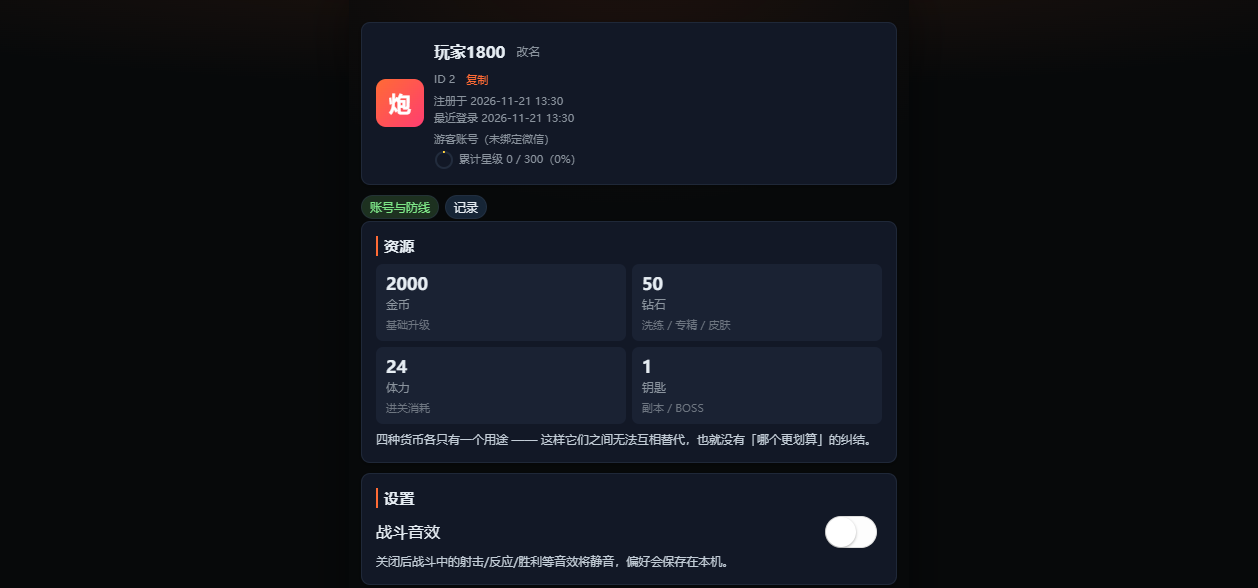 玩家1800 改名
ID 2 复制
炮
注册于 2026-11-21 13:30
最近登录 2026-11-21 13:30
游客账号（未绑定微信）
累计星级 0 / 300（0%）
账号与防线 记录
资源
2000
金币
基础升级
50
钻石
洗练 / 专精 / 皮肤
24
体力
进关消耗
1
钥匙
副本 / BOSS
四种货币各只有一个用途 —— 这样它们之间无法互相替代，也就没有「哪个更划算」的纠结。
设置
战斗音效
关闭后战斗中的射击/反应/胜利等音效将静音，偏好会保存在本机。